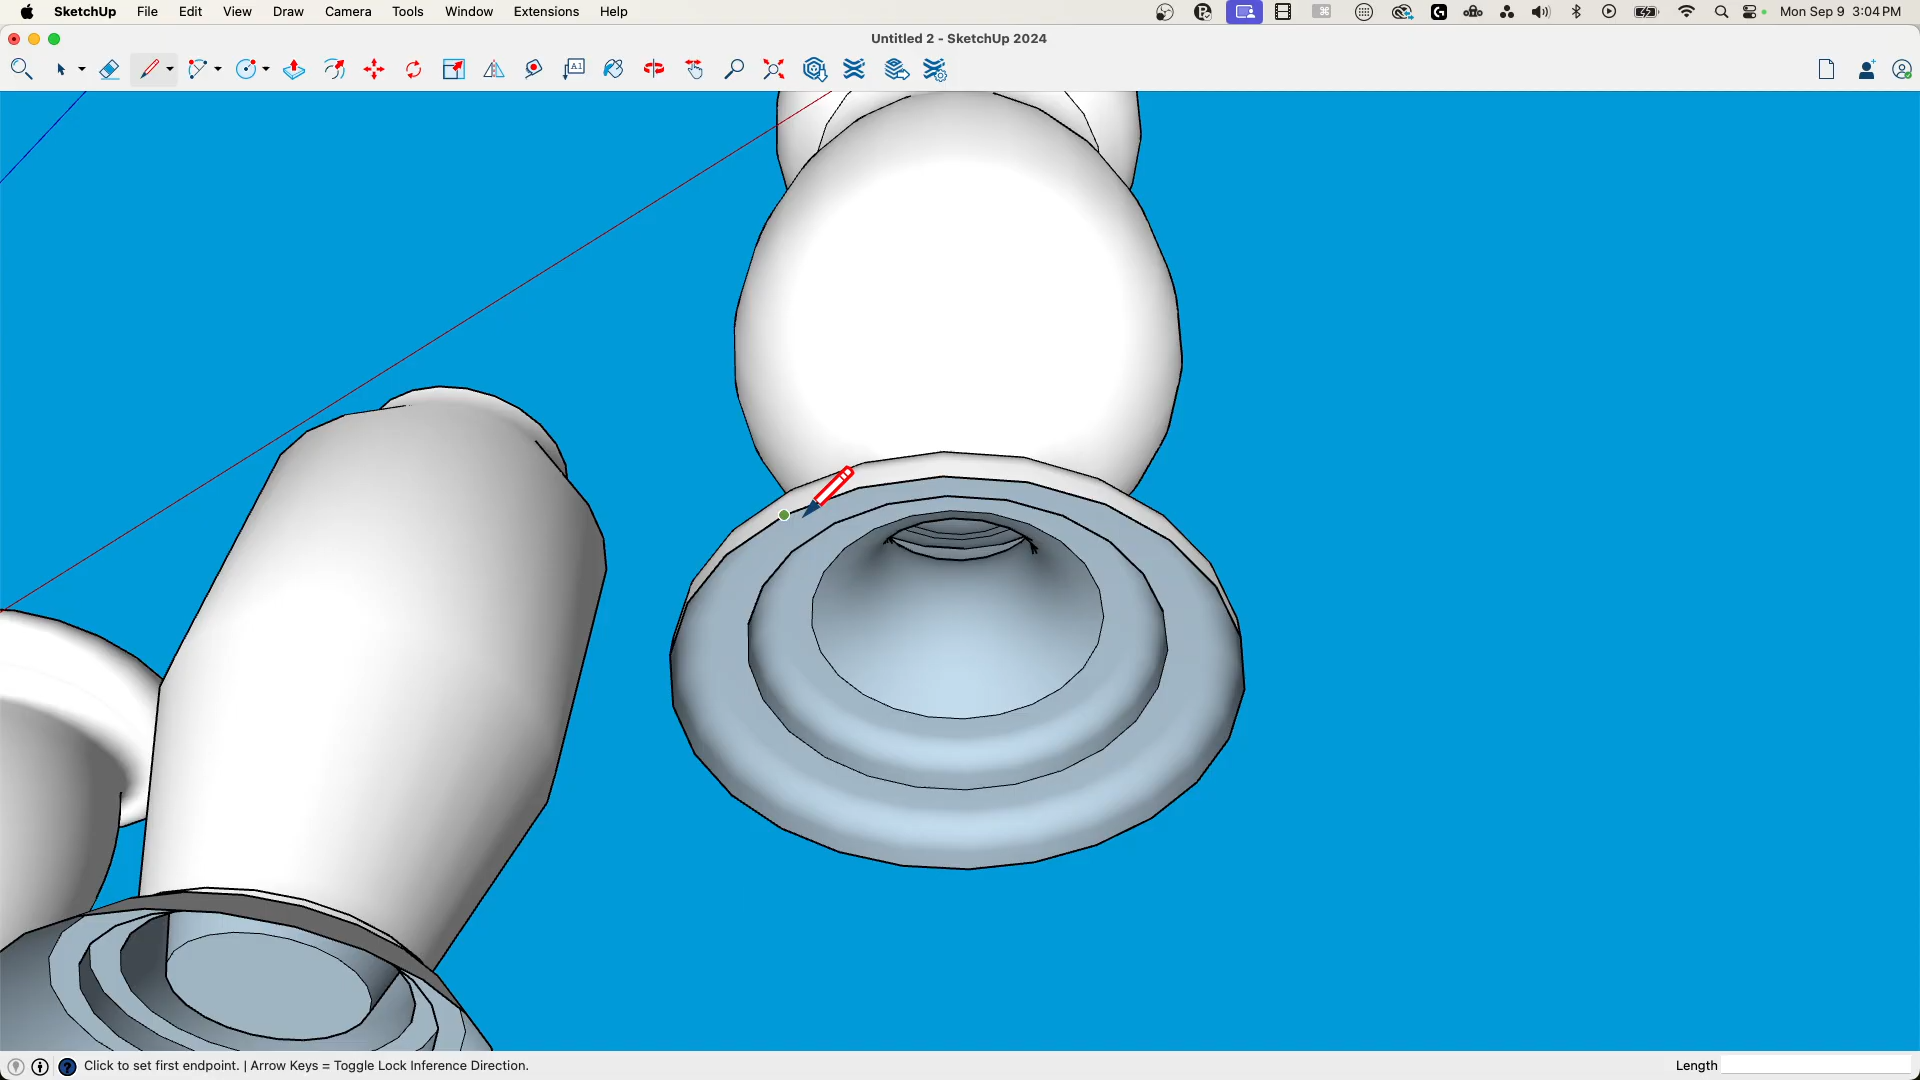 SketchUp File Edit View Draw Camera Tools Window Extensions Help Mon Sep 9 3:04 PM
Untitled 2 - SketchUp 2024
A1
Click to set first endpoint. | Arrow Keys = Toggle Lock Inference Direction. Length